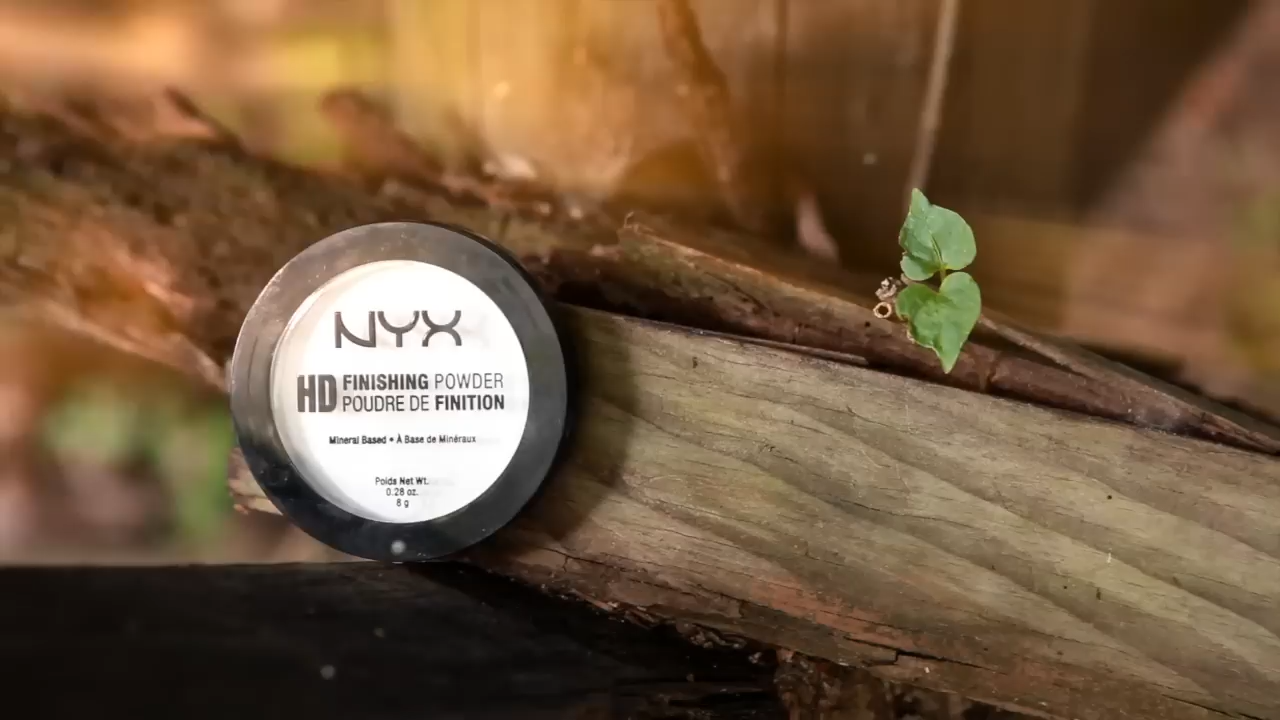 NYX
HD FINISHING POWDER
POUDRE DE FINITION
Mineral Based • À Base de Minéraux
Poids Net Wt.
0.28 oz.
8 g